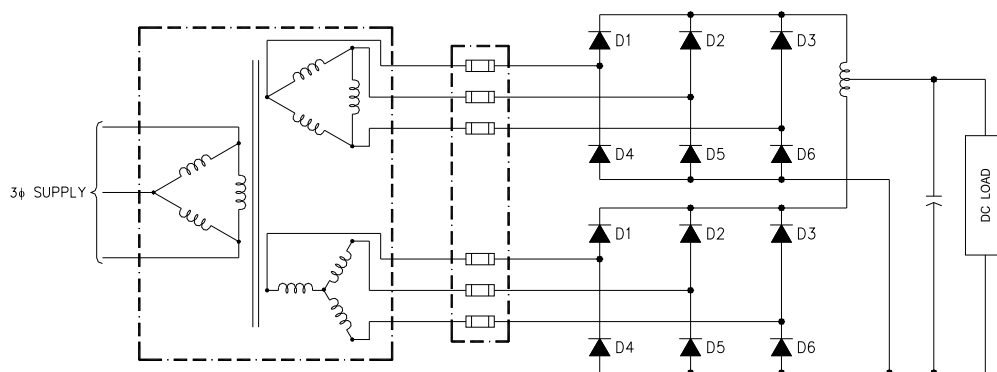 D1 D2 D3
D4 D5 D6
3ϕ SUPPLY
DC LOAD
D1 D2 D3
D4 D5 D6